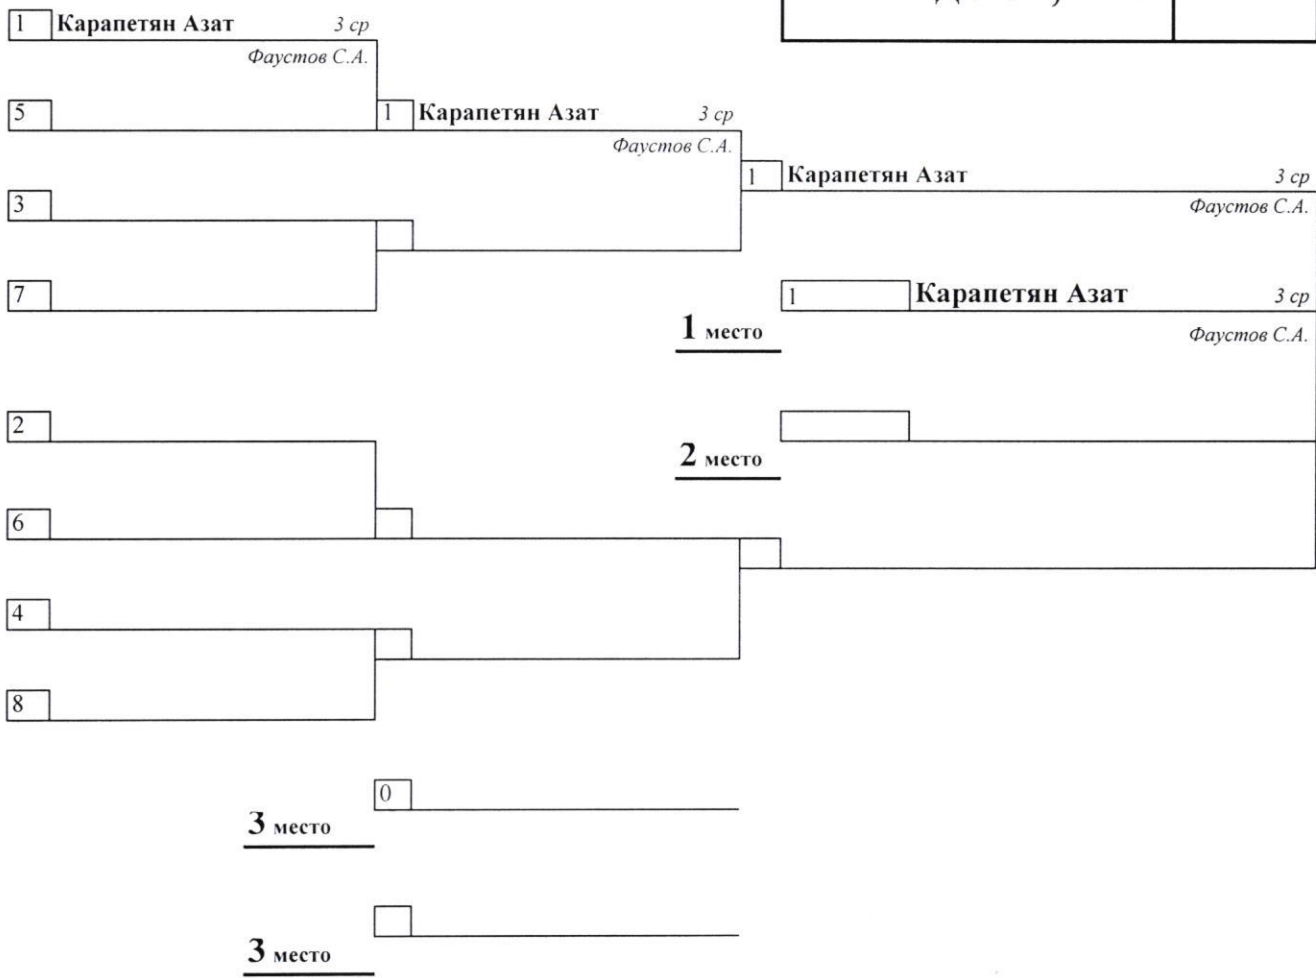 1 Карапетян Азат 3 ср
Фаустов С.А.
5
1 Карапетян Азат 3 ср
Фаустов С.А.
1 Карапетян Азат 3 ср
Фаустов С.А.
3
7
1 Карапетян Азат 3 ср
1 место
Фаустов С.А.
2
2 место
6
4
8
0
3 место
3 место